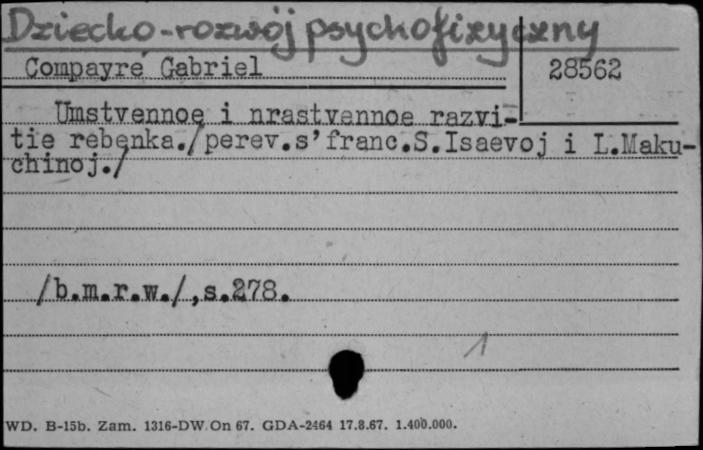 Dziecko-rozwój psychofizyczny
Compayré Gabriel
28562
Umstvennoe i nrastvennoe razvi-
tie rebenka./perev.s'franc.S.Isaevoj i L.Maku-
chinoj./
/b.m.r.w./,s.278.
1
WD. B-15b. Zam. 1316-DW. On 67. GDA-2464 17.8.67. 1.400.000.